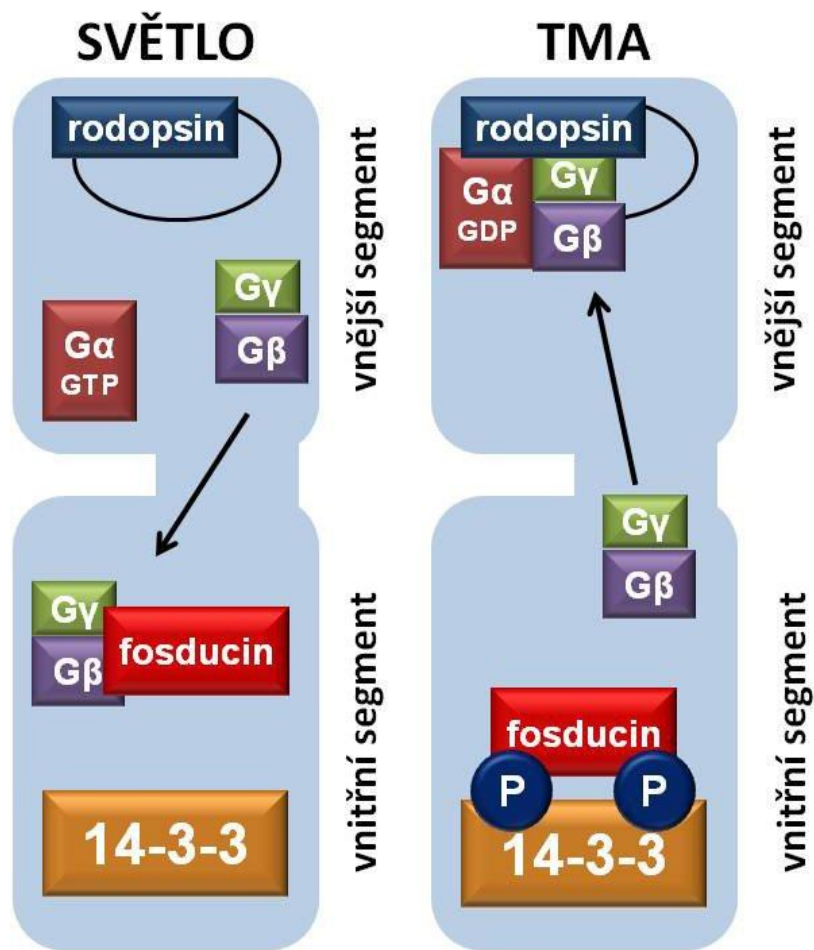 SVĚTLO
rodopsin
Gγ
Gβ
Gα
GTP
vnější segment
Gγ
Gβ
fosducin
14-3-3
vnitřní segment
TMA
rodopsin
Gα
GDP
Gγ
Gβ
vnější segment
Gγ
Gβ
fosducin
P
P
14-3-3
vnitřní segment